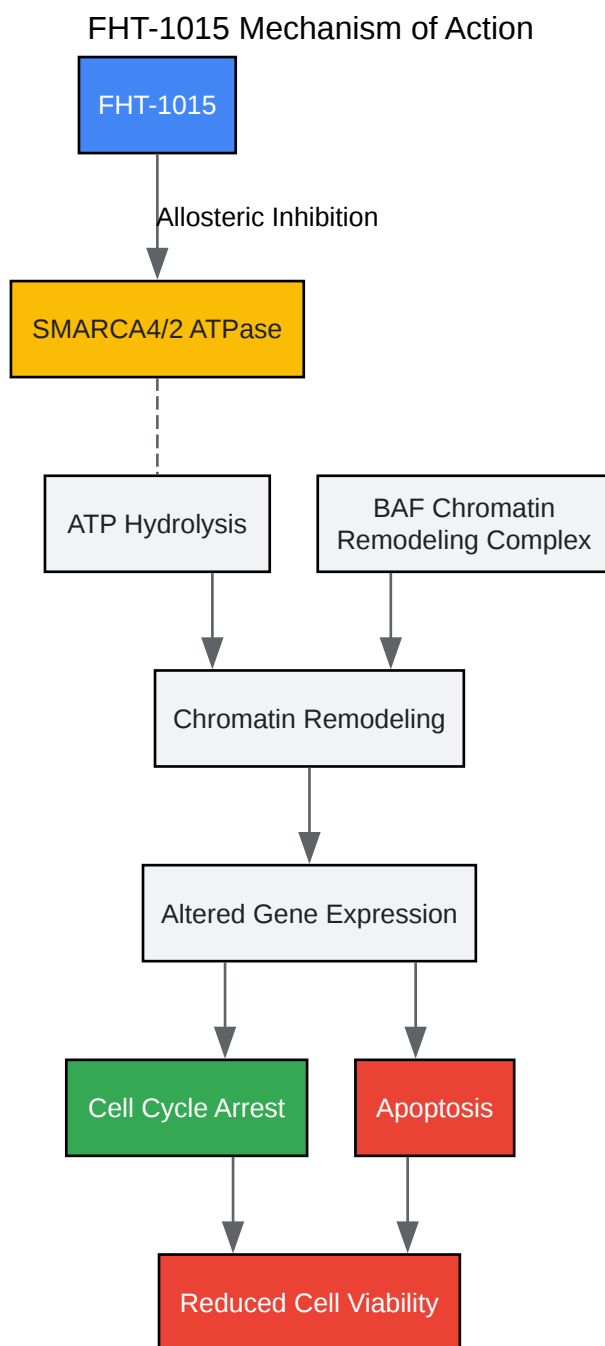 FHT-1015 Mechanism of Action
FHT-1015
Allosteric Inhibition
SMARCA4/2 ATPase
ATP Hydrolysis
BAF Chromatin
Remodeling Complex
Chromatin Remodeling
Altered Gene Expression
Cell Cycle Arrest
Apoptosis
Reduced Cell Viability